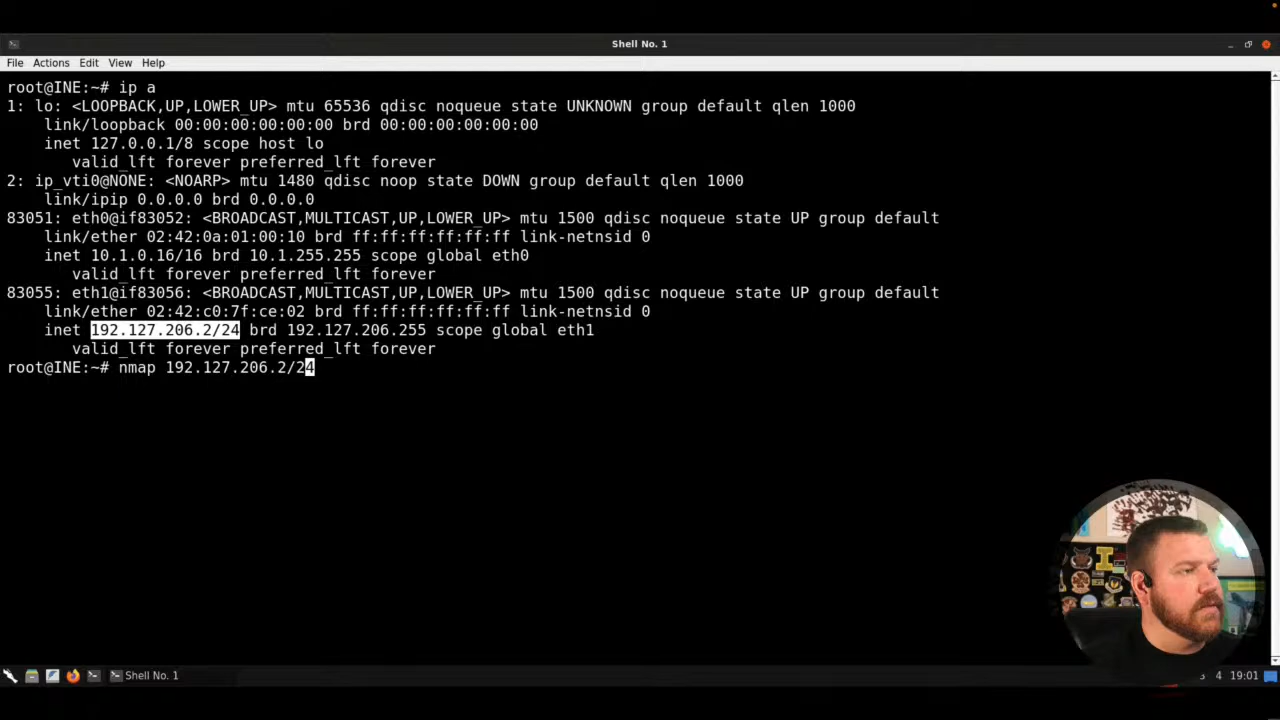 Shell No. 1
File Actions Edit View Help
root@INE:~# ip a
1: lo: <LOOPBACK,UP,LOWER_UP> mtu 65536 qdisc noqueue state UNKNOWN group default qlen 1000
link/loopback 00:00:00:00:00:00 brd 00:00:00:00:00:00
inet 127.0.0.1/8 scope host lo
valid_lft forever preferred_lft forever
2: ip_vti0@NONE: <NOARP> mtu 1480 qdisc noop state DOWN group default qlen 1000
link/ipip 0.0.0.0 brd 0.0.0.0
83051: eth0@if83052: <BROADCAST,MULTICAST,UP,LOWER_UP> mtu 1500 qdisc noqueue state UP group default
link/ether 02:42:0a:01:00:10 brd ff:ff:ff:ff:ff:ff link-netnsid 0
inet 10.1.0.16/16 brd 10.1.255.255 scope global eth0
valid_lft forever preferred_lft forever
83055: eth1@if83056: <BROADCAST,MULTICAST,UP,LOWER_UP> mtu 1500 qdisc noqueue state UP group default
link/ether 02:42:c0:7f:ce:02 brd ff:ff:ff:ff:ff:ff link-netnsid 0
inet 192.127.206.2/24 brd 192.127.206.255 scope global eth1
valid_lft forever preferred_lft forever
root@INE:~# nmap 192.127.206.2/24
Shell No. 1
4 19:01